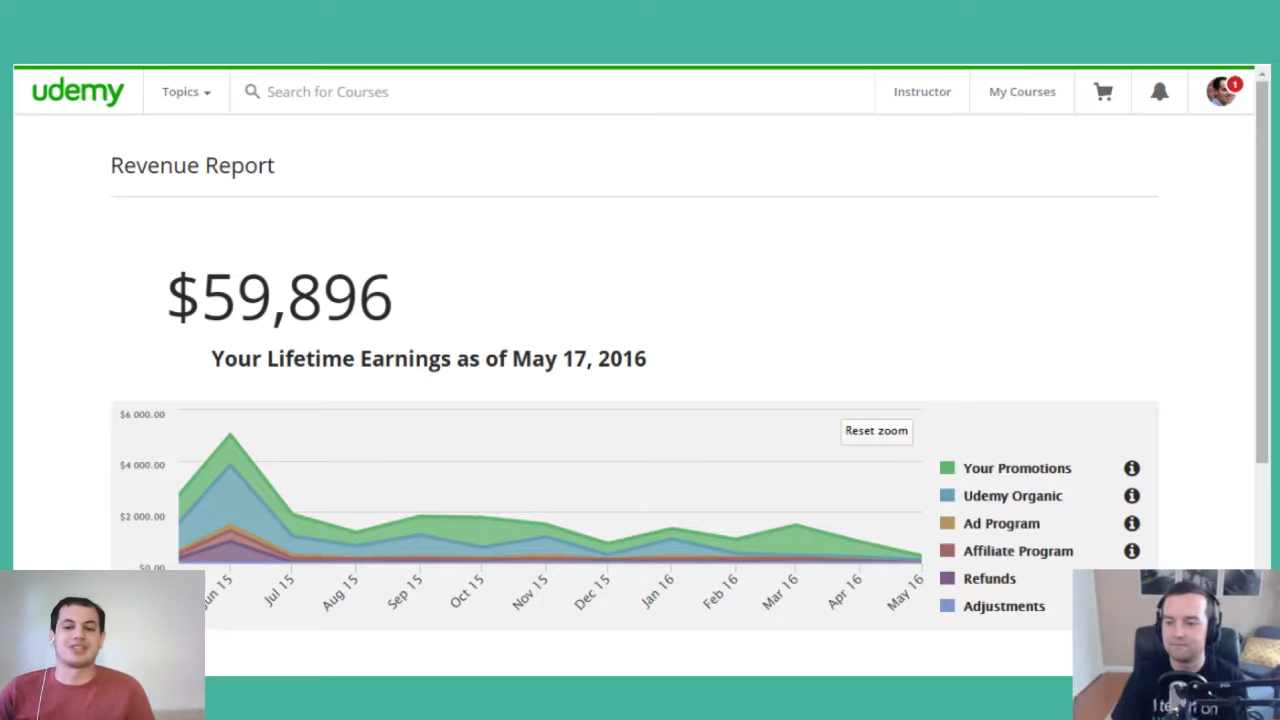 udemy
Topics
Search for Courses
Instructor
My Courses
1
Revenue Report
$59,896
Your Lifetime Earnings as of May 17, 2016
$6 000.00
$4 000.00
$2 000.00
$0.00
Reset zoom
Your Promotions
Udemy Organic
Ad Program
Affiliate Program
Refunds
Adjustments
Jun 15
Jul 15
Aug 15
Sep 15
Oct 15
Nov 15
Dec 15
Jan 16
Feb 16
Mar 16
Apr 16
May 16